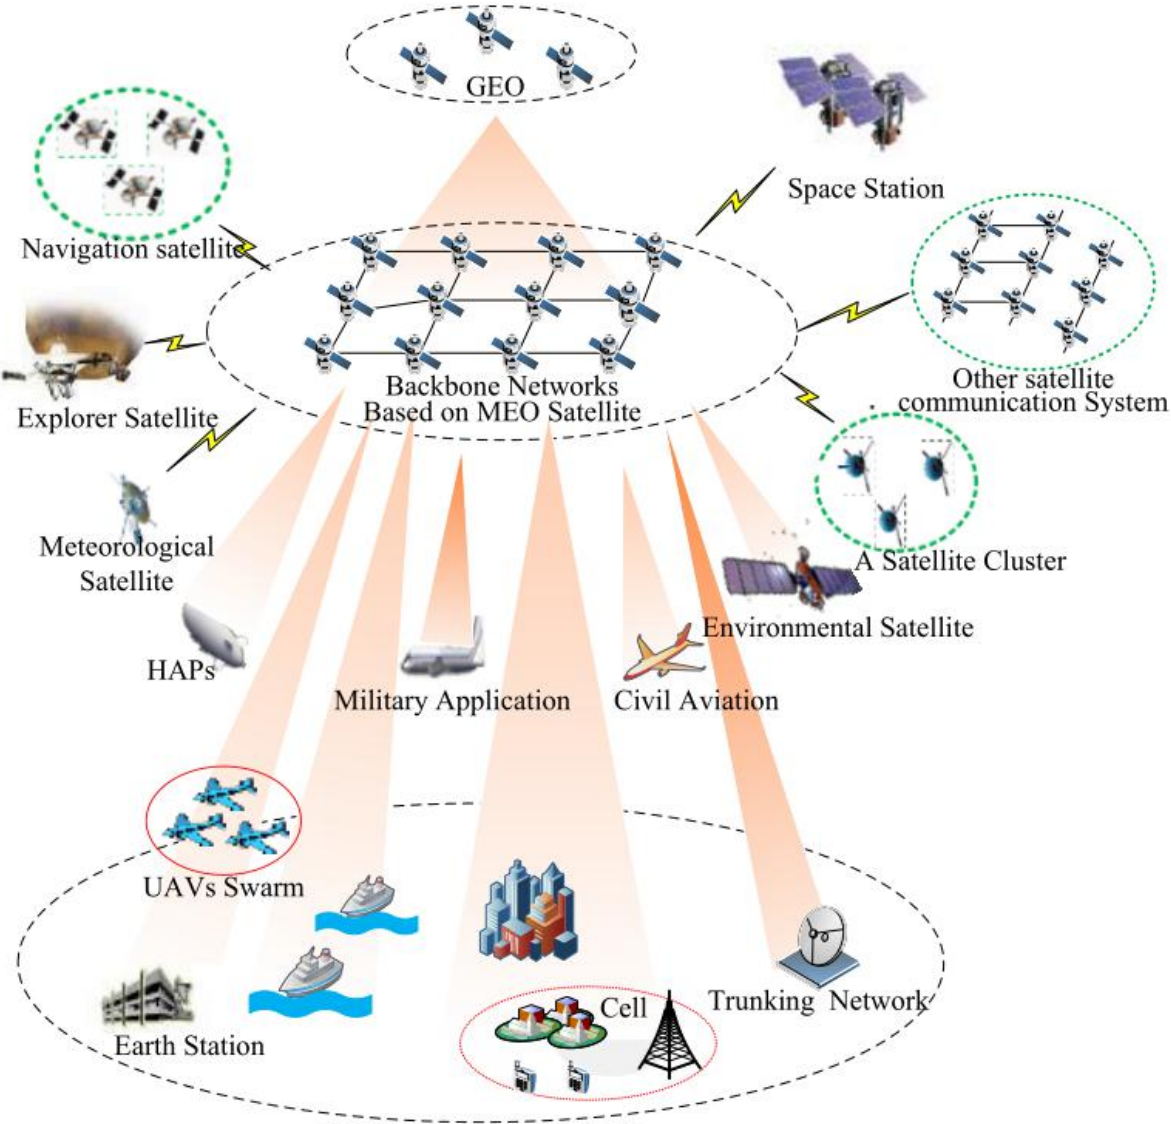 GEO
Space Station
Navigation satellite
Other satellite
communication System
Backbone Networks
Based on MEO Satellite
Explorer Satellite
Meteorological
Satellite
A Satellite Cluster
Environmental Satellite
HAPs
Military Application
Civil Aviation
UAVs Swarm
Cell
Trunking Network
Earth Station